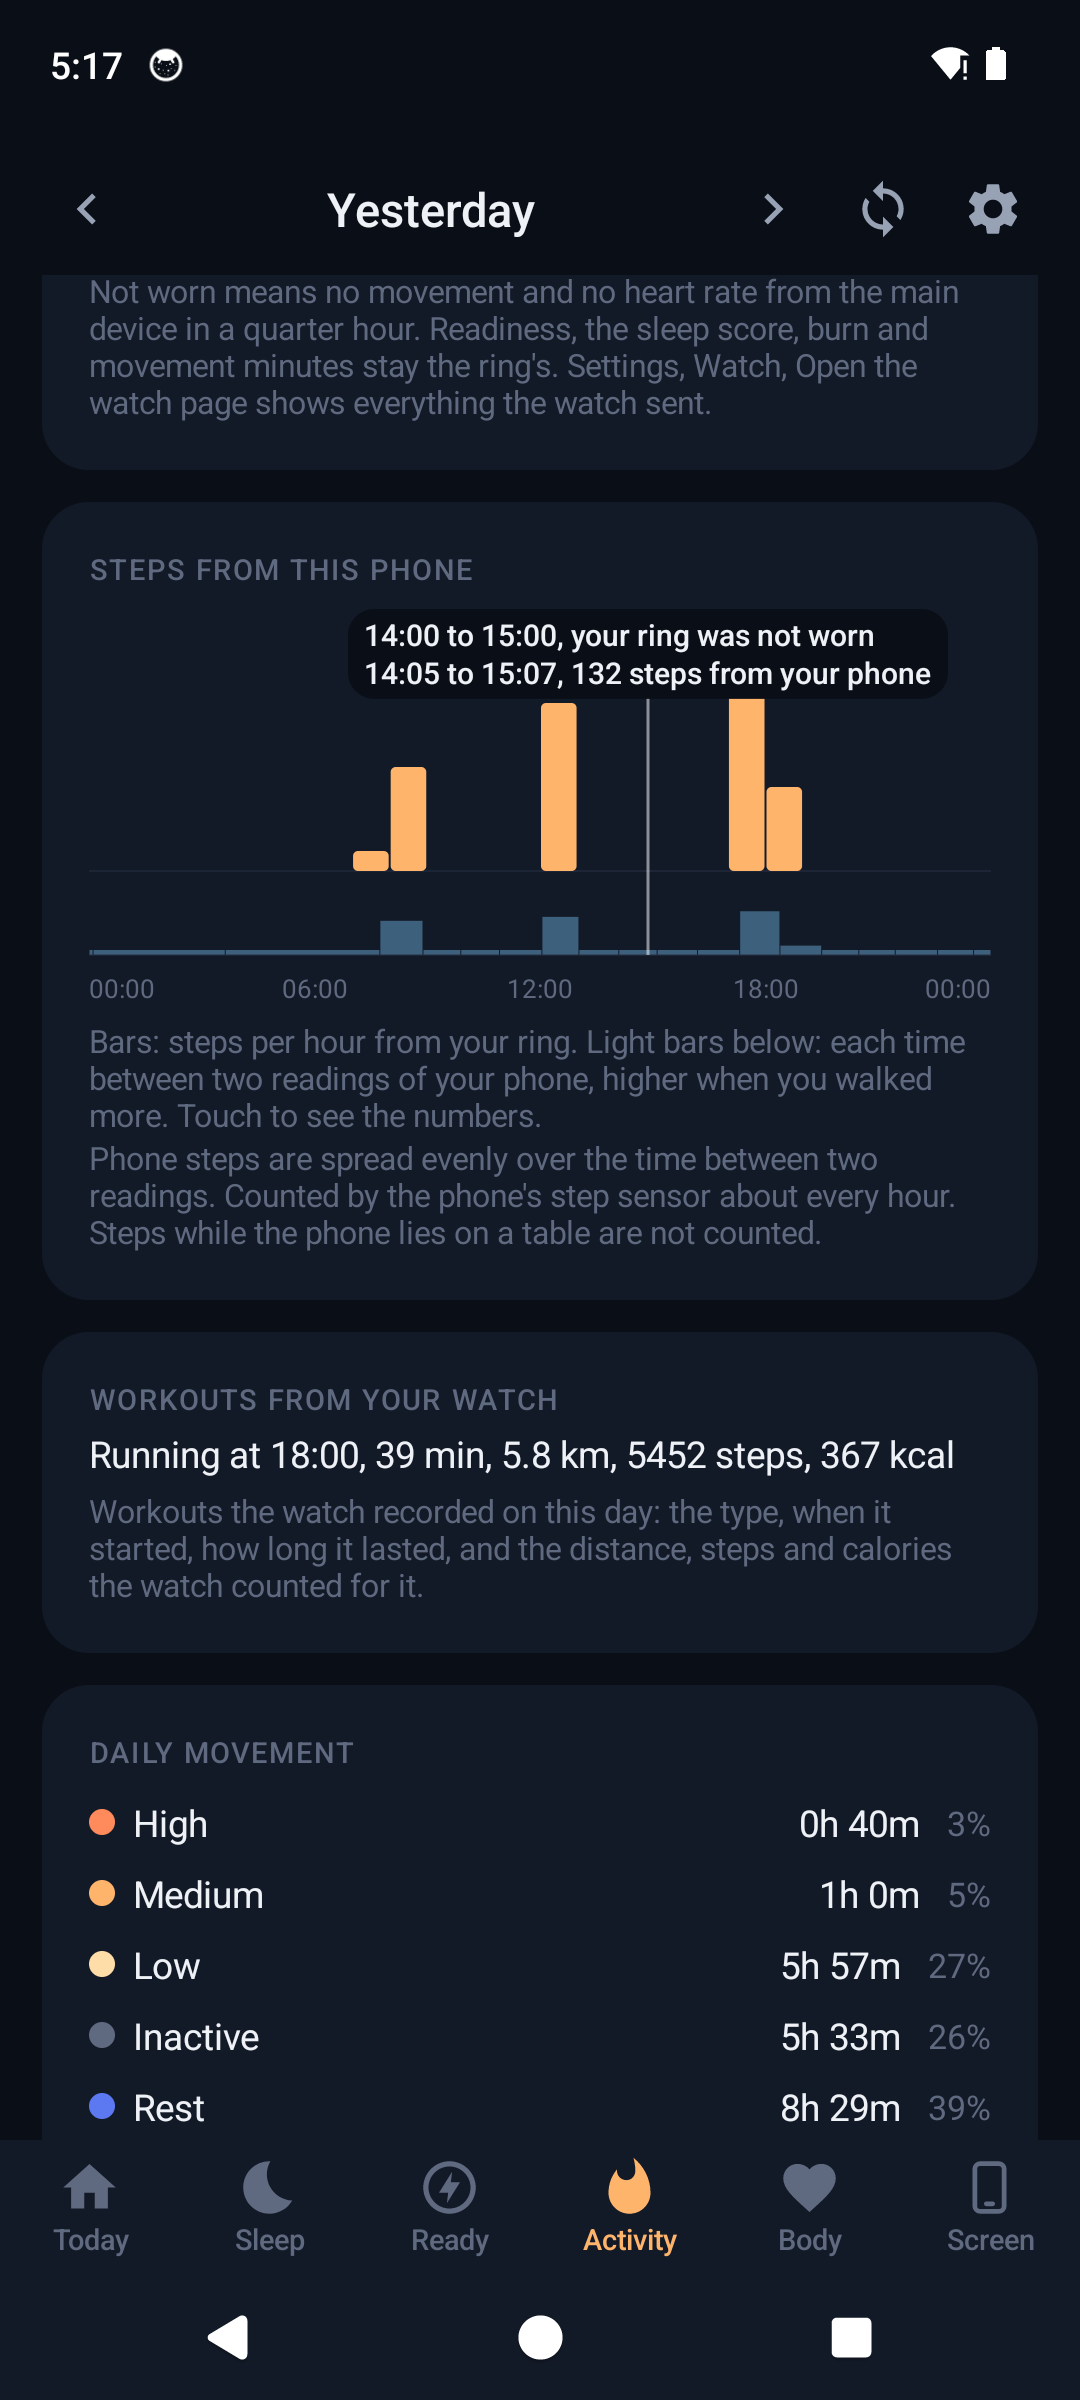 5:17
Yesterday
Not worn means no movement and no heart rate from the main
device in a quarter hour. Readiness, the sleep score, burn and
movement minutes stay the ring's. Settings, Watch, Open the
watch page shows everything the watch sent.
STEPS FROM THIS PHONE
14:00 to 15:00, your ring was not worn
14:05 to 15:07, 132 steps from your phone
00:00 06:00 12:00 18:00 00:00
Bars: steps per hour from your ring. Light bars below: each time
between two readings of your phone, higher when you walked
more. Touch to see the numbers.
Phone steps are spread evenly over the time between two
readings. Counted by the phone's step sensor about every hour.
Steps while the phone lies on a table are not counted.
WORKOUTS FROM YOUR WATCH
Running at 18:00, 39 min, 5.8 km, 5452 steps, 367 kcal
Workouts the watch recorded on this day: the type, when it
started, how long it lasted, and the distance, steps and calories
the watch counted for it.
DAILY MOVEMENT
High 0h 40m 3%
Medium 1h 0m 5%
Low 5h 57m 27%
Inactive 5h 33m 26%
Rest 8h 29m 39%
Today Sleep Ready Activity Body Screen